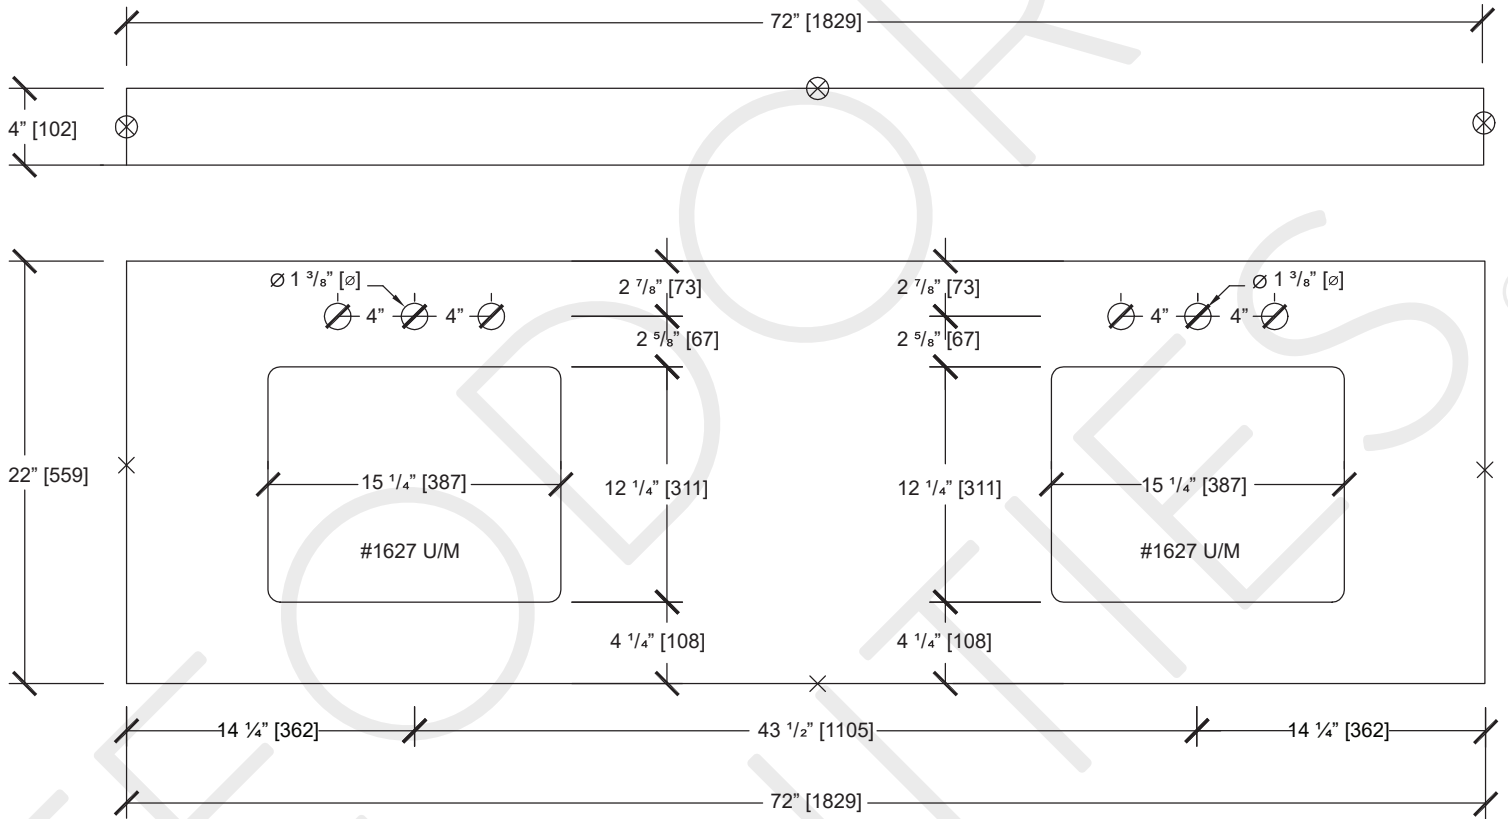 72” [1829]
4” [102]
Ø 1 ³/₈” [ø]
2 ⁷/₈” [73]
2 ⁷/₈” [73]
Ø 1 ³/₈” [ø]
4” 4”
4” 4”
2 ⁵/₈” [67]
2 ⁵/₈” [67]
22” [559]
15 ¹/₄” [387]
12 ¹/₄” [311]
12 ¹/₄” [311]
15 ¹/₄” [387]
#1627 U/M
#1627 U/M
4 ¹/₄” [108]
4 ¹/₄” [108]
14 ¼” [362]
43 ¹/₂” [1105]
14 ¼” [362]
72” [1829]